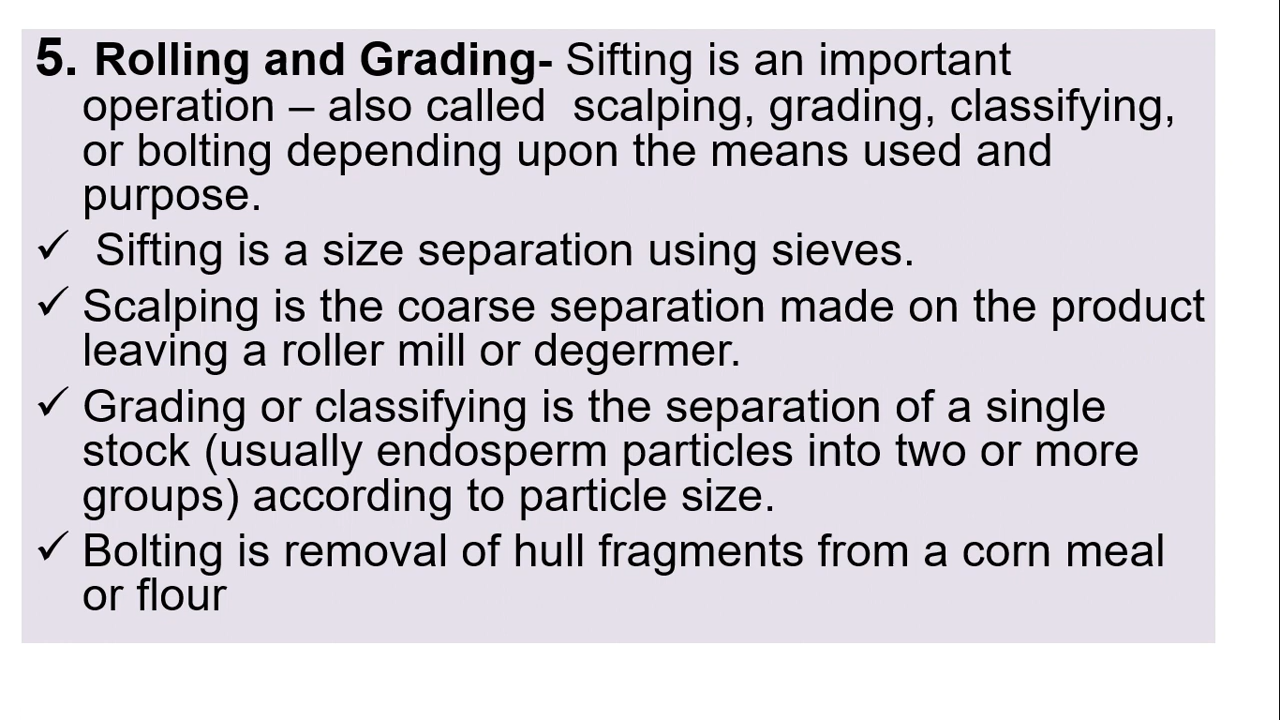 5. Rolling and Grading- Sifting is an important
operation – also called  scalping, grading, classifying,
or bolting depending upon the means used and
purpose.
✓ Sifting is a size separation using sieves.
✓ Scalping is the coarse separation made on the product
leaving a roller mill or degermer.
✓ Grading or classifying is the separation of a single
stock (usually endosperm particles into two or more
groups) according to particle size.
✓ Bolting is removal of hull fragments from a corn meal
or flour